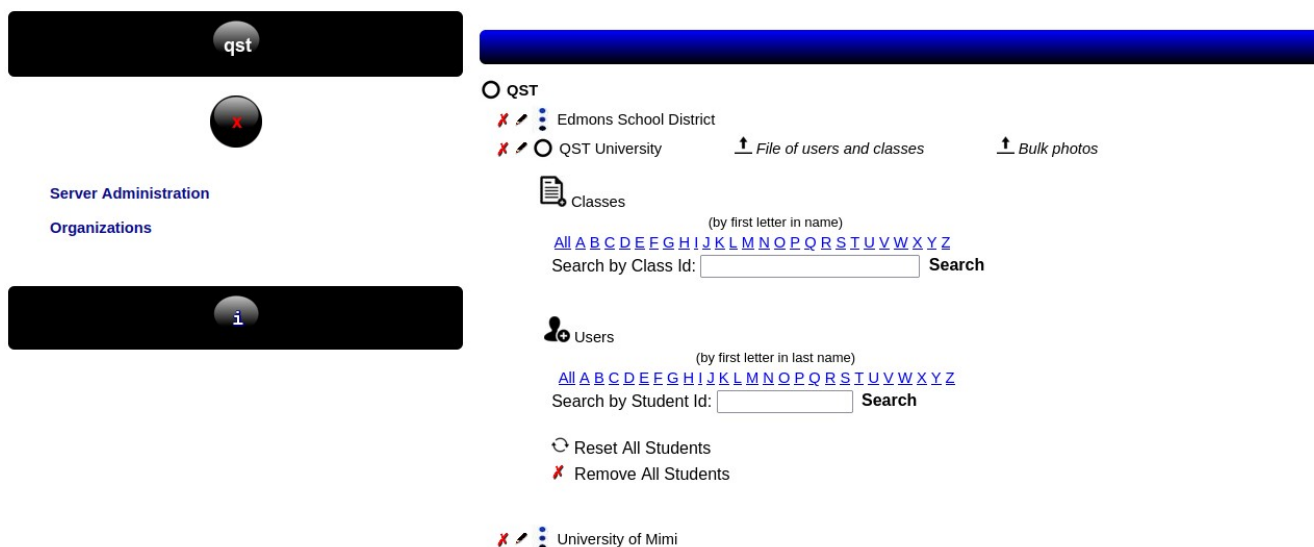 qst
x
Server Administration
Organizations
i
QST
Edmons School District
QST University File of users and classes Bulk photos
Classes
(by first letter in name)
All A B C D E F G H I J K L M N O P Q R S T U V W X Y Z
Search by Class Id: Search
Users
(by first letter in last name)
All A B C D E F G H I J K L M N O P Q R S T U V W X Y Z
Search by Student Id: Search
Reset All Students
Remove All Students
University of Mimi